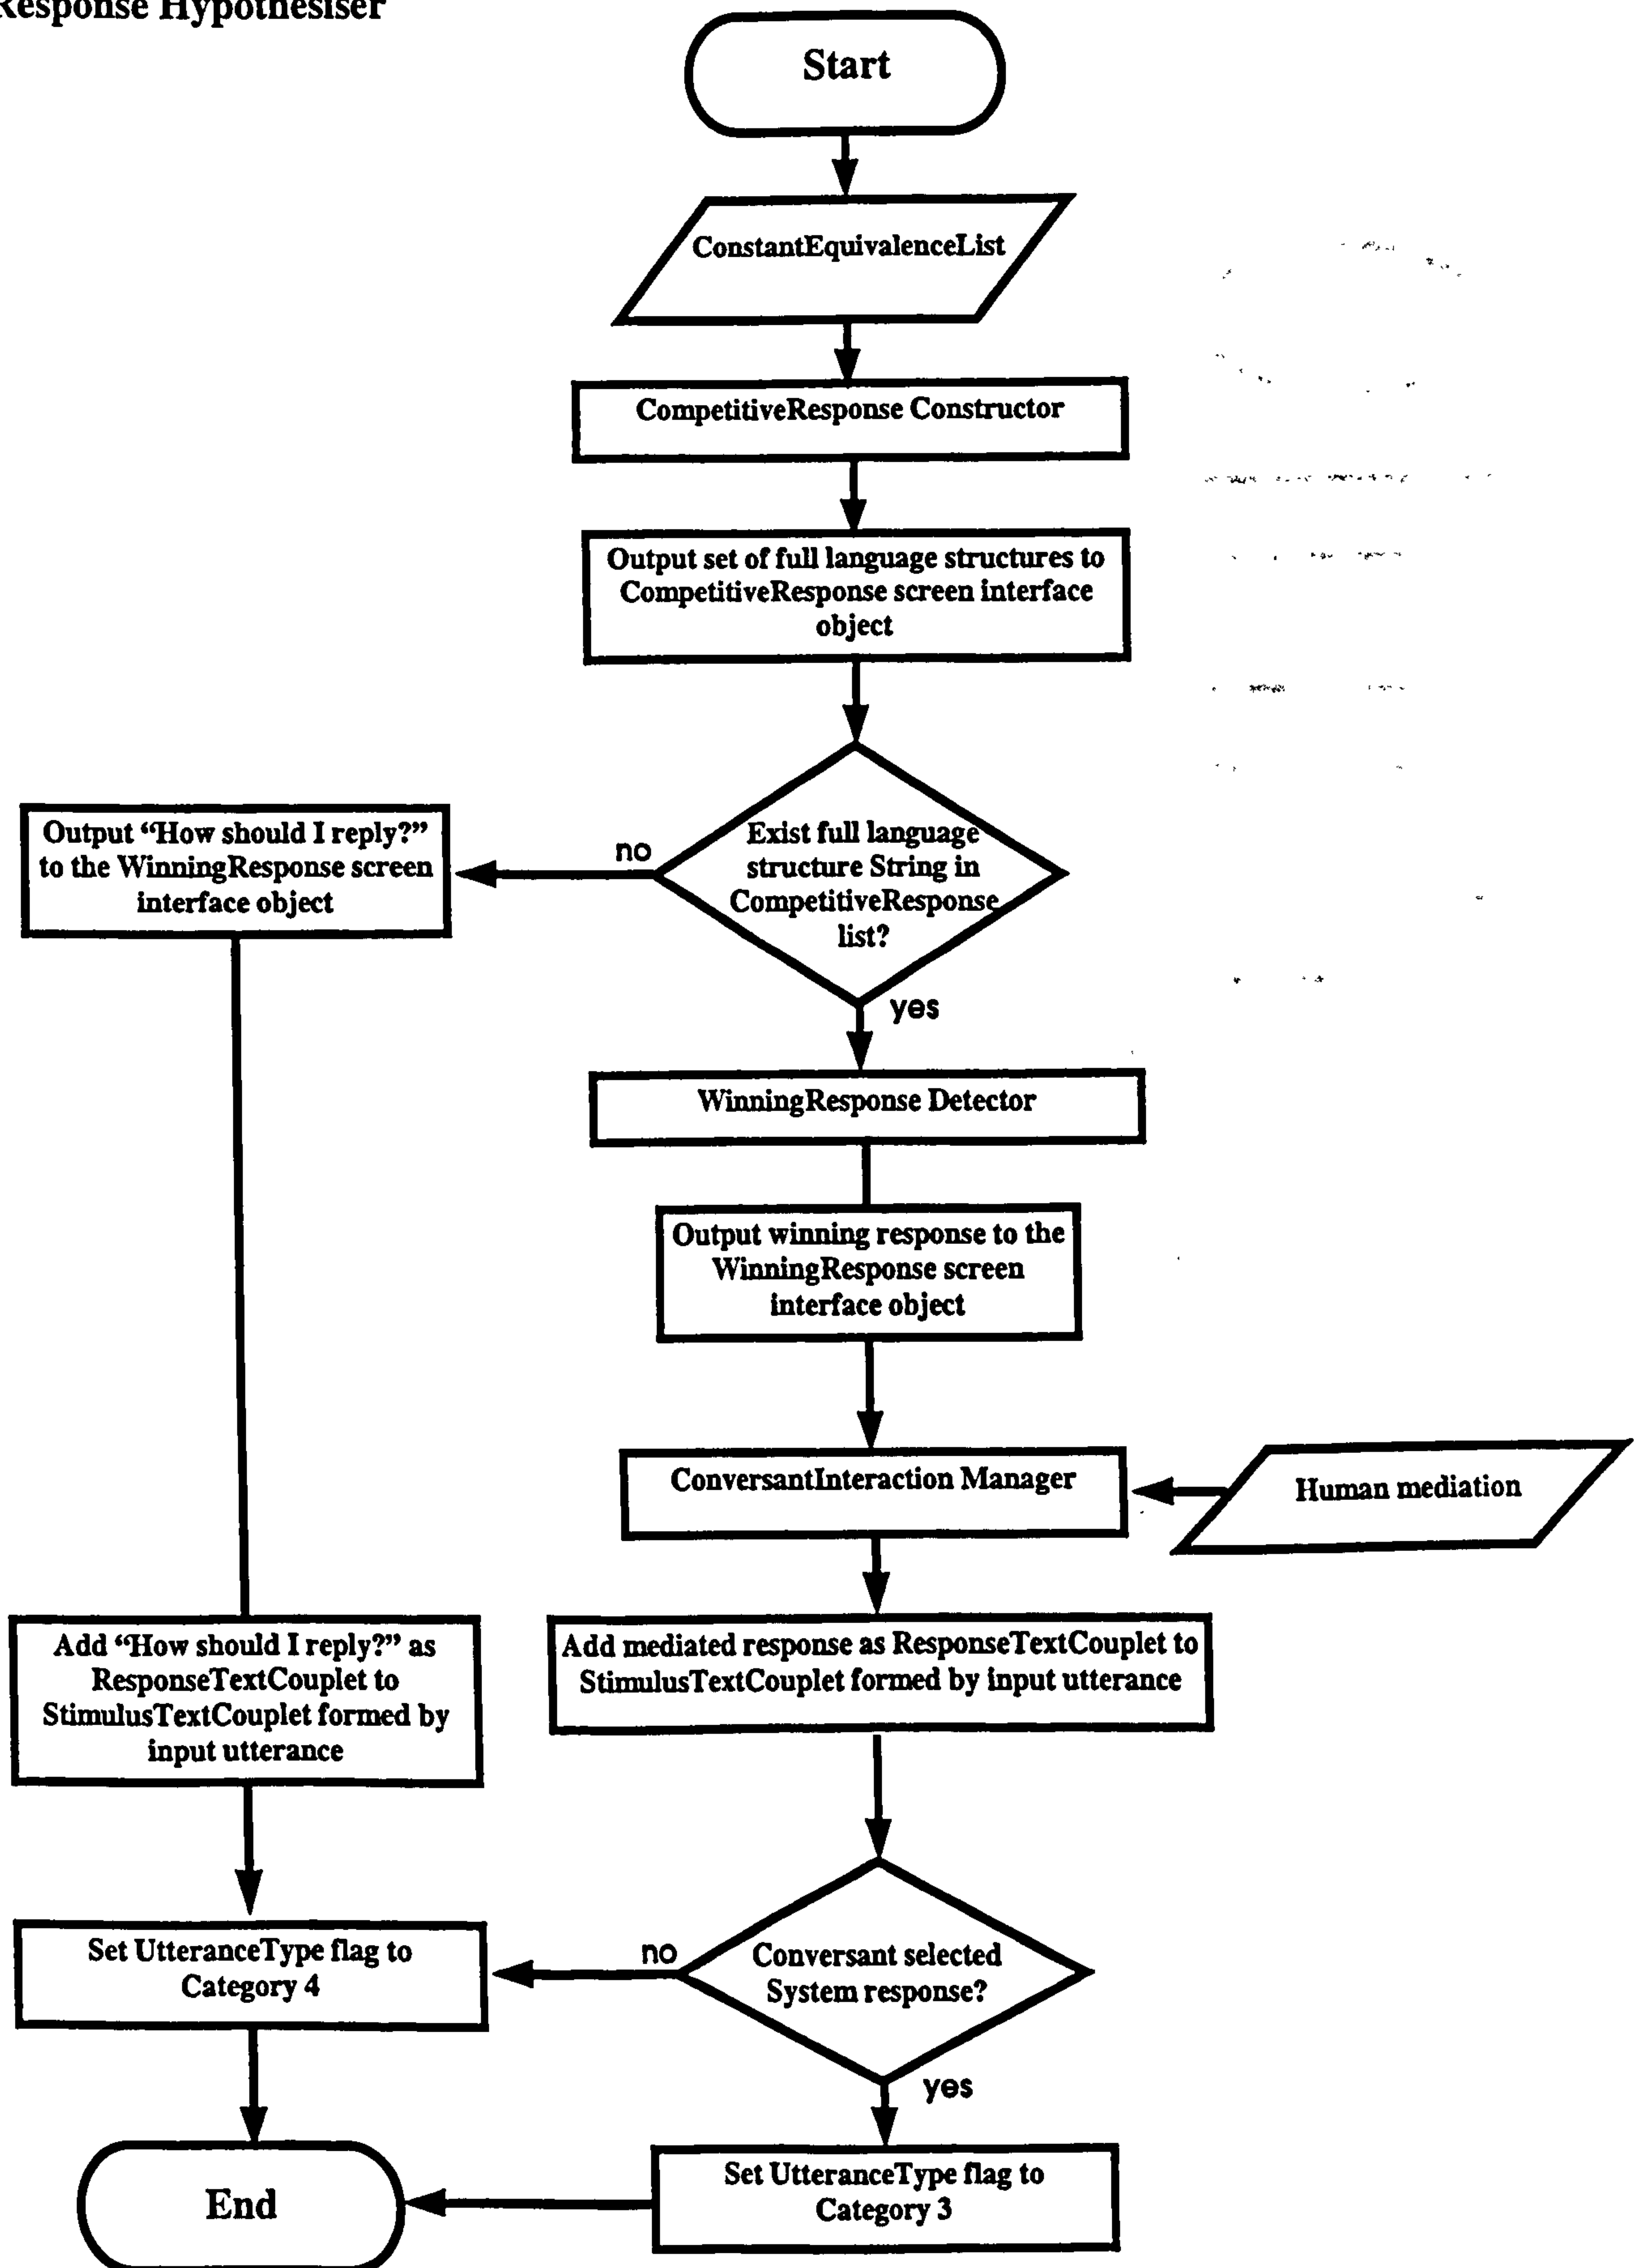 Response Hypothesiser
Start
ConstantEquivalenceList
CompetitiveResponse Constructor
Output set of full language structures to
CompetitiveResponse screen interface
object
Exist full language
structure String in
CompetitiveResponse
list?
no
Output “How should I reply?”
to the WinningResponse screen
interface object
yes
WinningResponse Detector
Output winning response to the
WinningResponse screen
interface object
ConversantInteraction Manager
Human mediation
Add “How should I reply?” as
ResponseTextCouplet to
StimulusTextCouplet formed by
input utterance
Add mediated response as ResponseTextCouplet to
StimulusTextCouplet formed by input utterance
Conversant selected
System response?
no
Set UtteranceType flag to
Category 4
yes
Set UtteranceType flag to
Category 3
End